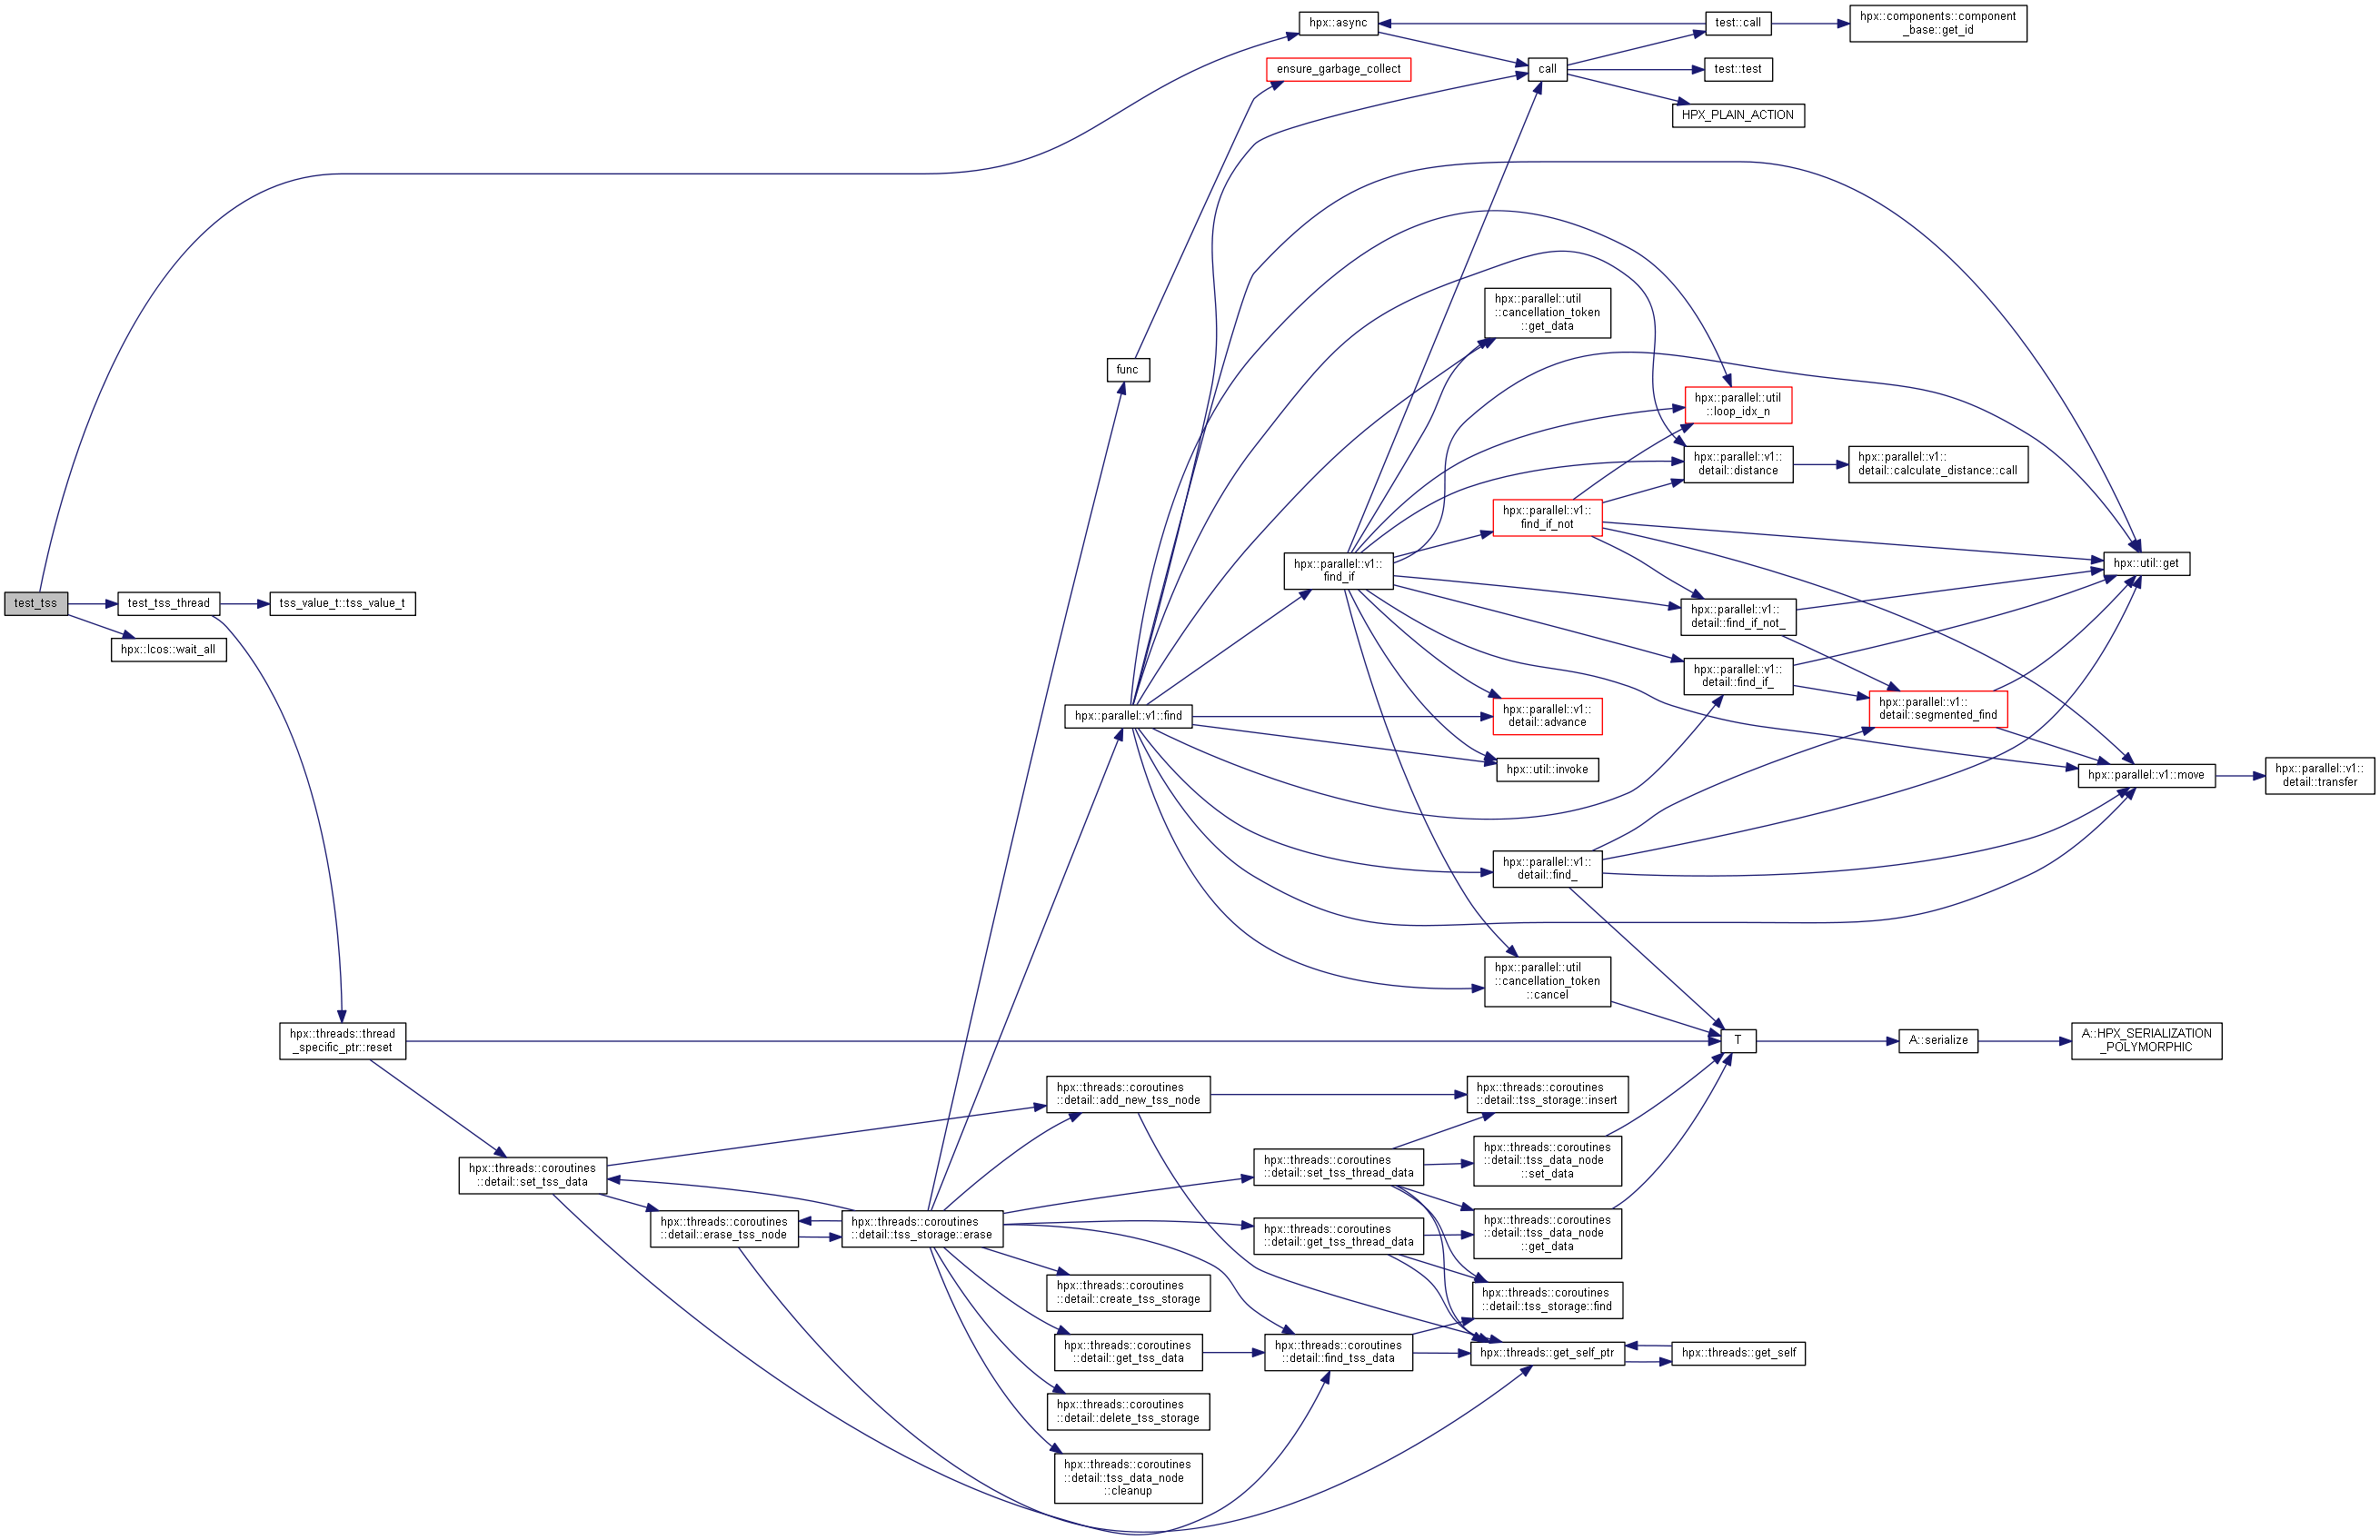 hpx::async
test::call
hpx::components::component
_base::get_id
ensure_garbage_collect
call
test::test
HPX_PLAIN_ACTION
hpx::parallel::util
::cancellation_token
::get_data
func
hpx::parallel::util
::loop_idx_n
hpx::parallel::v1::
detail::distance
hpx::parallel::v1::
detail::calculate_distance::call
hpx::parallel::v1::
find_if_not
hpx::parallel::v1::
find_if
hpx::util::get
test_tss
test_tss_thread
tss_value_t::tss_value_t
hpx::lcos::wait_all
hpx::parallel::v1::
detail::find_if_not_
hpx::parallel::v1::
detail::find_if_
hpx::parallel::v1::
detail::segmented_find
hpx::parallel::v1::find
hpx::parallel::v1::
detail::advance
hpx::util::invoke
hpx::parallel::v1::move
hpx::parallel::v1::
detail::transfer
hpx::parallel::v1::
detail::find_
hpx::parallel::util
::cancellation_token
::cancel
hpx::threads::thread
_specific_ptr::reset
T
A::serialize
A::HPX_SERIALIZATION
_POLYMORPHIC
hpx::threads::coroutines
::detail::add_new_tss_node
hpx::threads::coroutines
::detail::tss_storage::insert
hpx::threads::coroutines
::detail::set_tss_data
hpx::threads::coroutines
::detail::set_tss_thread_data
hpx::threads::coroutines
::detail::tss_data_node
::set_data
hpx::threads::coroutines
::detail::erase_tss_node
hpx::threads::coroutines
::detail::tss_storage::erase
hpx::threads::coroutines
::detail::get_tss_thread_data
hpx::threads::coroutines
::detail::tss_data_node
::get_data
hpx::threads::coroutines
::detail::create_tss_storage
hpx::threads::coroutines
::detail::tss_storage::find
hpx::threads::coroutines
::detail::get_tss_data
hpx::threads::coroutines
::detail::find_tss_data
hpx::threads::get_self_ptr
hpx::threads::get_self
hpx::threads::coroutines
::detail::delete_tss_storage
hpx::threads::coroutines
::detail::tss_data_node
::cleanup